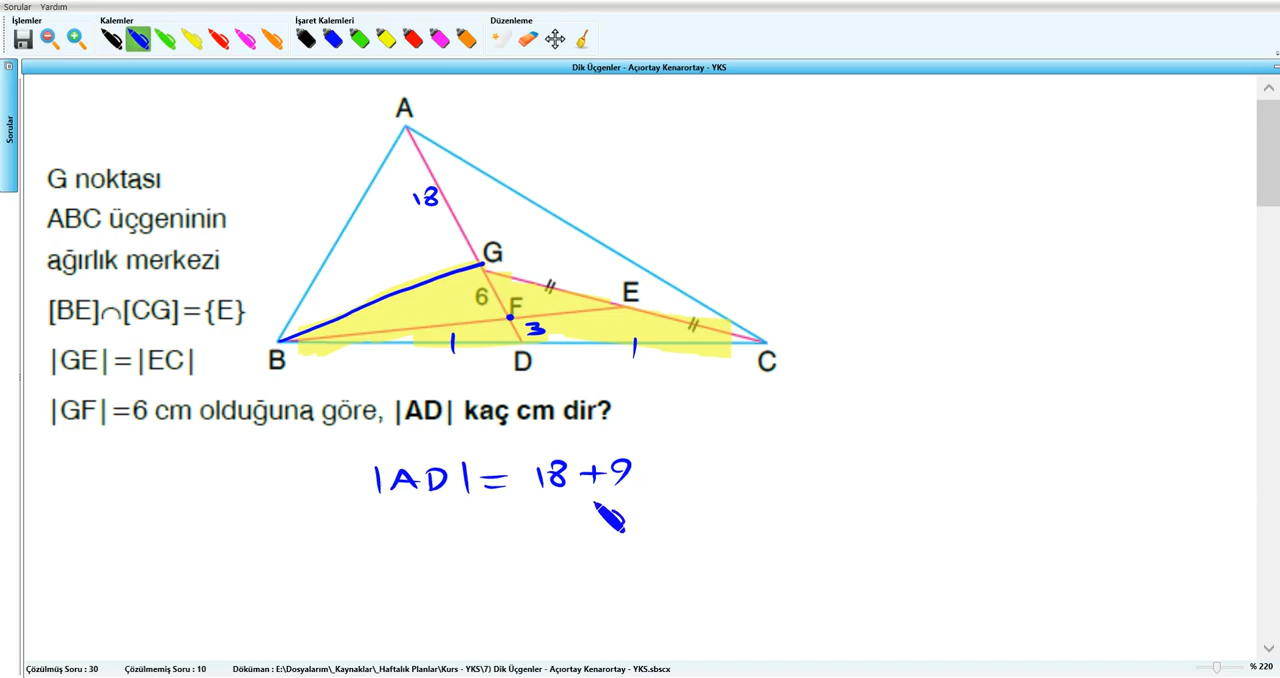 Sorular Yardım
İşlemler Kalemler İşaret Kalemleri Düzenleme
Dik Üçgenler - Açıortay Kenarortay - YKS
Sorular
A
G noktası
18
ABC üçgeninin
G
ağırlık merkezi
6 F E
[BE]∩[CG]={E}
3
1 1
B D C
|GE|=|EC|
|GF|=6 cm olduğuna göre, |AD| kaç cm dir?
|AD| = 18 + 9
Çözülmüş Soru : 30 Çözülmemiş Soru : 10 Döküman : E:\Dosyalarım\_Kaynaklar\_Haftalık Planlar\Kurs - YKS\7) Dik Üçgenler - Açıortay Kenarortay - YKS.sbscx % 220